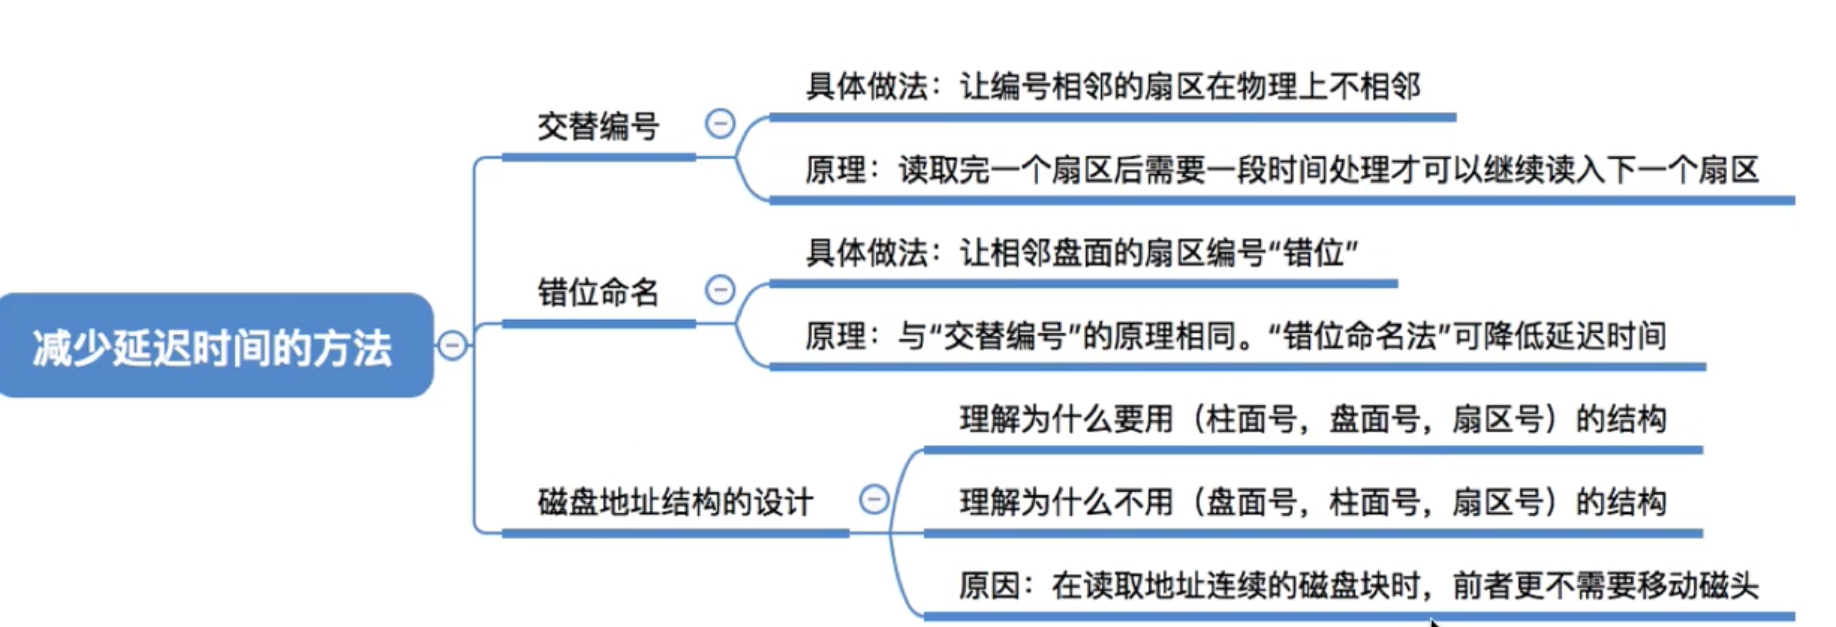 减少延迟时间的方法
交替编号
具体做法：让编号相邻的扇区在物理上不相邻
原理：读取完一个扇区后需要一段时间处理才可以继续读入下一个扇区
错位命名
具体做法：让相邻盘面的扇区编号“错位”
原理：与“交替编号”的原理相同。“错位命名法”可降低延迟时间
磁盘地址结构的设计
理解为什么要用（柱面号，盘面号，扇区号）的结构
理解为什么不用（盘面号，柱面号，扇区号）的结构
原因：在读取地址连续的磁盘块时，前者更不需要移动磁头